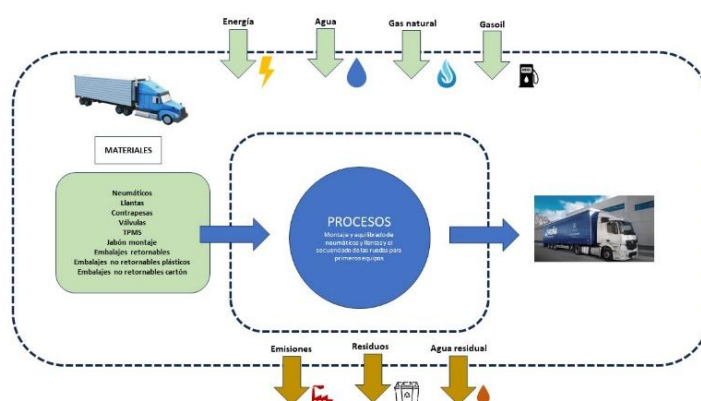 Energía
Agua
Gas natural
Gasoil
MATERIALES
Neumáticos
Llantas
Contrapesas
Válvulas
TPMS
Jabón montaje
Embalajes retornables
Embalajes no retornables plásticos
Embalajes no retornables cartón
PROCESOS
Montaje y equilibrado de
neumáticos y llantas y el
secuenciado de las ruedas para
primeros equipos
Emisiones
Residuos
Agua residual